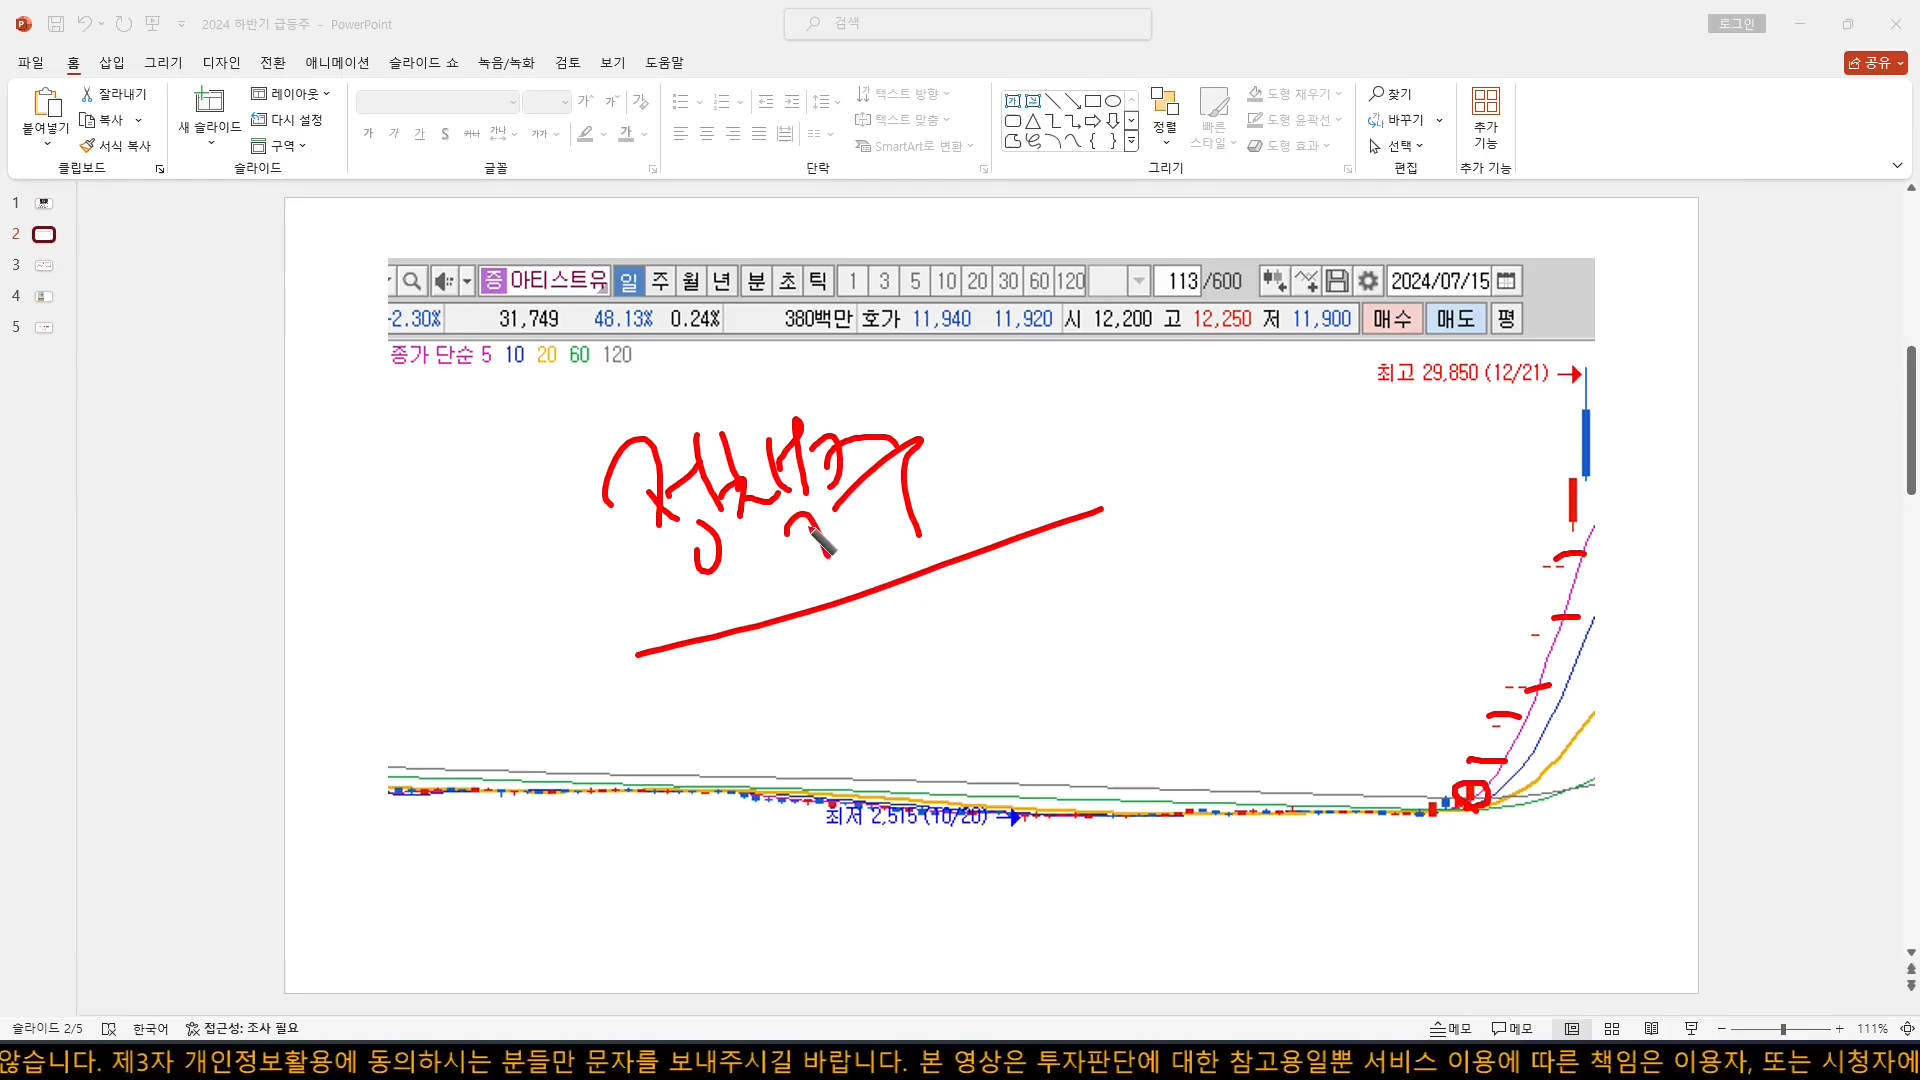 2024 하반기 급등주 - PowerPoint
검색
로그인
파일 홈 삽입 그리기 디자인 전환 애니메이션 슬라이드 쇼 녹음/녹화 검토 보기 도움말
공유
붙여넣기
잘라내기
복사
서식 복사
클립보드
새 슬라이드
레이아웃
다시 설정
구역
슬라이드
글꼴
텍스트 방향
텍스트 맞춤
SmartArt로 변환
단락
정렬
빠른 스타일
도형 채우기
도형 윤곽선
도형 효과
그리기
찾기
바꾸기
선택
편집
추가 기능
추가 기능
1
2
3
4
5
증 아티스트유 일 주 월 년 분 초 틱 1 3 5 10 20 30 60 120 113 /600 2024/07/15
-2.30% 31,749 48.13% 0.24% 380백만 호가 11,940 11,920 시 12,200 고 12,250 저 11,900 매수 매도 평
종가 단순 5 10 20 60 120
최고 29,850 (12/21)
최저 2,515 (10/20)
슬라이드 2/5 한국어 접근성: 조사 필요 메모 메모 111%
않습니다. 제3자 개인정보활용에 동의하시는 분들만 문자를 보내주시길 바랍니다. 본 영상은 투자판단에 대한 참고용일뿐 서비스 이용에 따른 책임은 이용자, 또는 시청자에